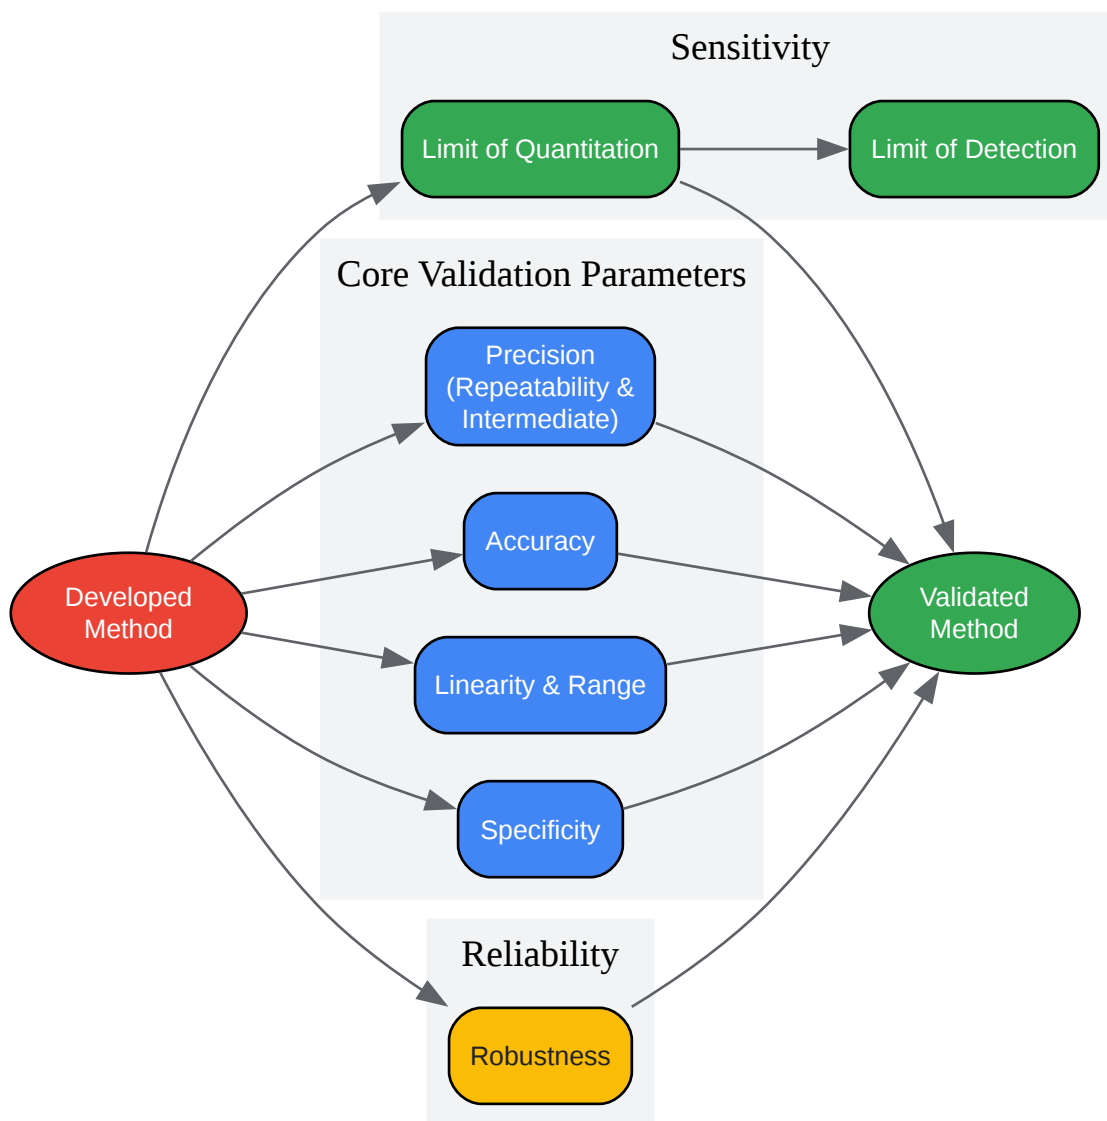 Sensitivity
Limit of Quantitation
Limit of Detection
Core Validation Parameters
Precision
(Repeatability &
Intermediate)
Accuracy
Developed
Method
Validated
Method
Linearity & Range
Specificity
Reliability
Robustness